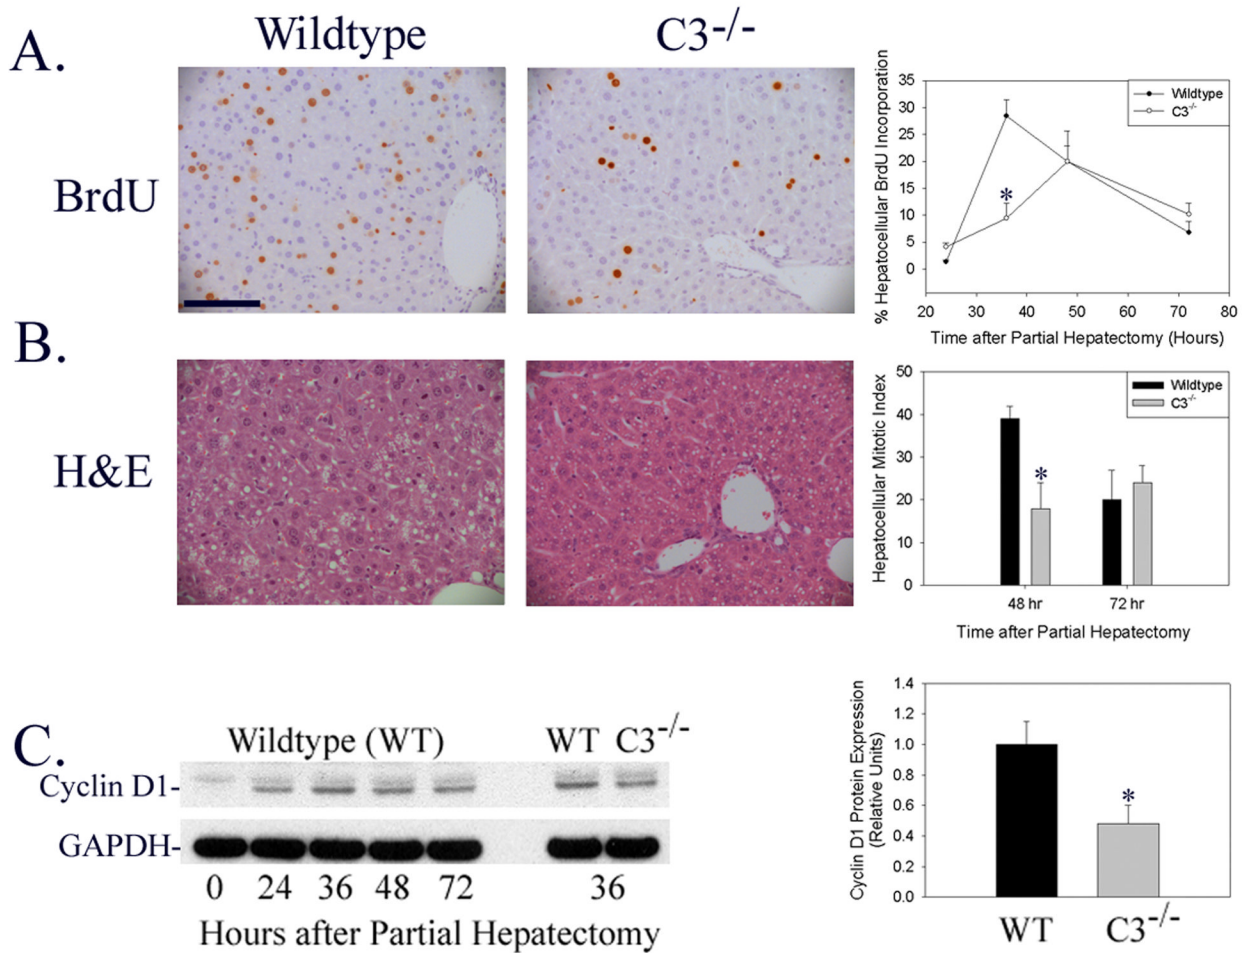 Wildtype
C3-/-
A.
BrdU
% Hepatocellular BrdU Incorporation
35
30
25
20
15
10
5
0
Wildtype
C3-/-
*
20
30
40
50
60
70
80
Time after Partial Hepatectomy (Hours)
B.
H&E
Hepatocellular Mitotic Index
50
40
30
20
10
0
Wildtype
C3-/-
*
48 hr
72 hr
Time after Partial Hepatectomy
C.
Wildtype (WT)
WT C3-/-
Cyclin D1-
GAPDH-
0 24 36 48 72 36
Hours after Partial Hepatectomy
Cyclin D1 Protein Expression
(Relative Units)
1.4
1.2
1.0
0.8
0.6
0.4
0.2
0.0
*
WT C3-/-